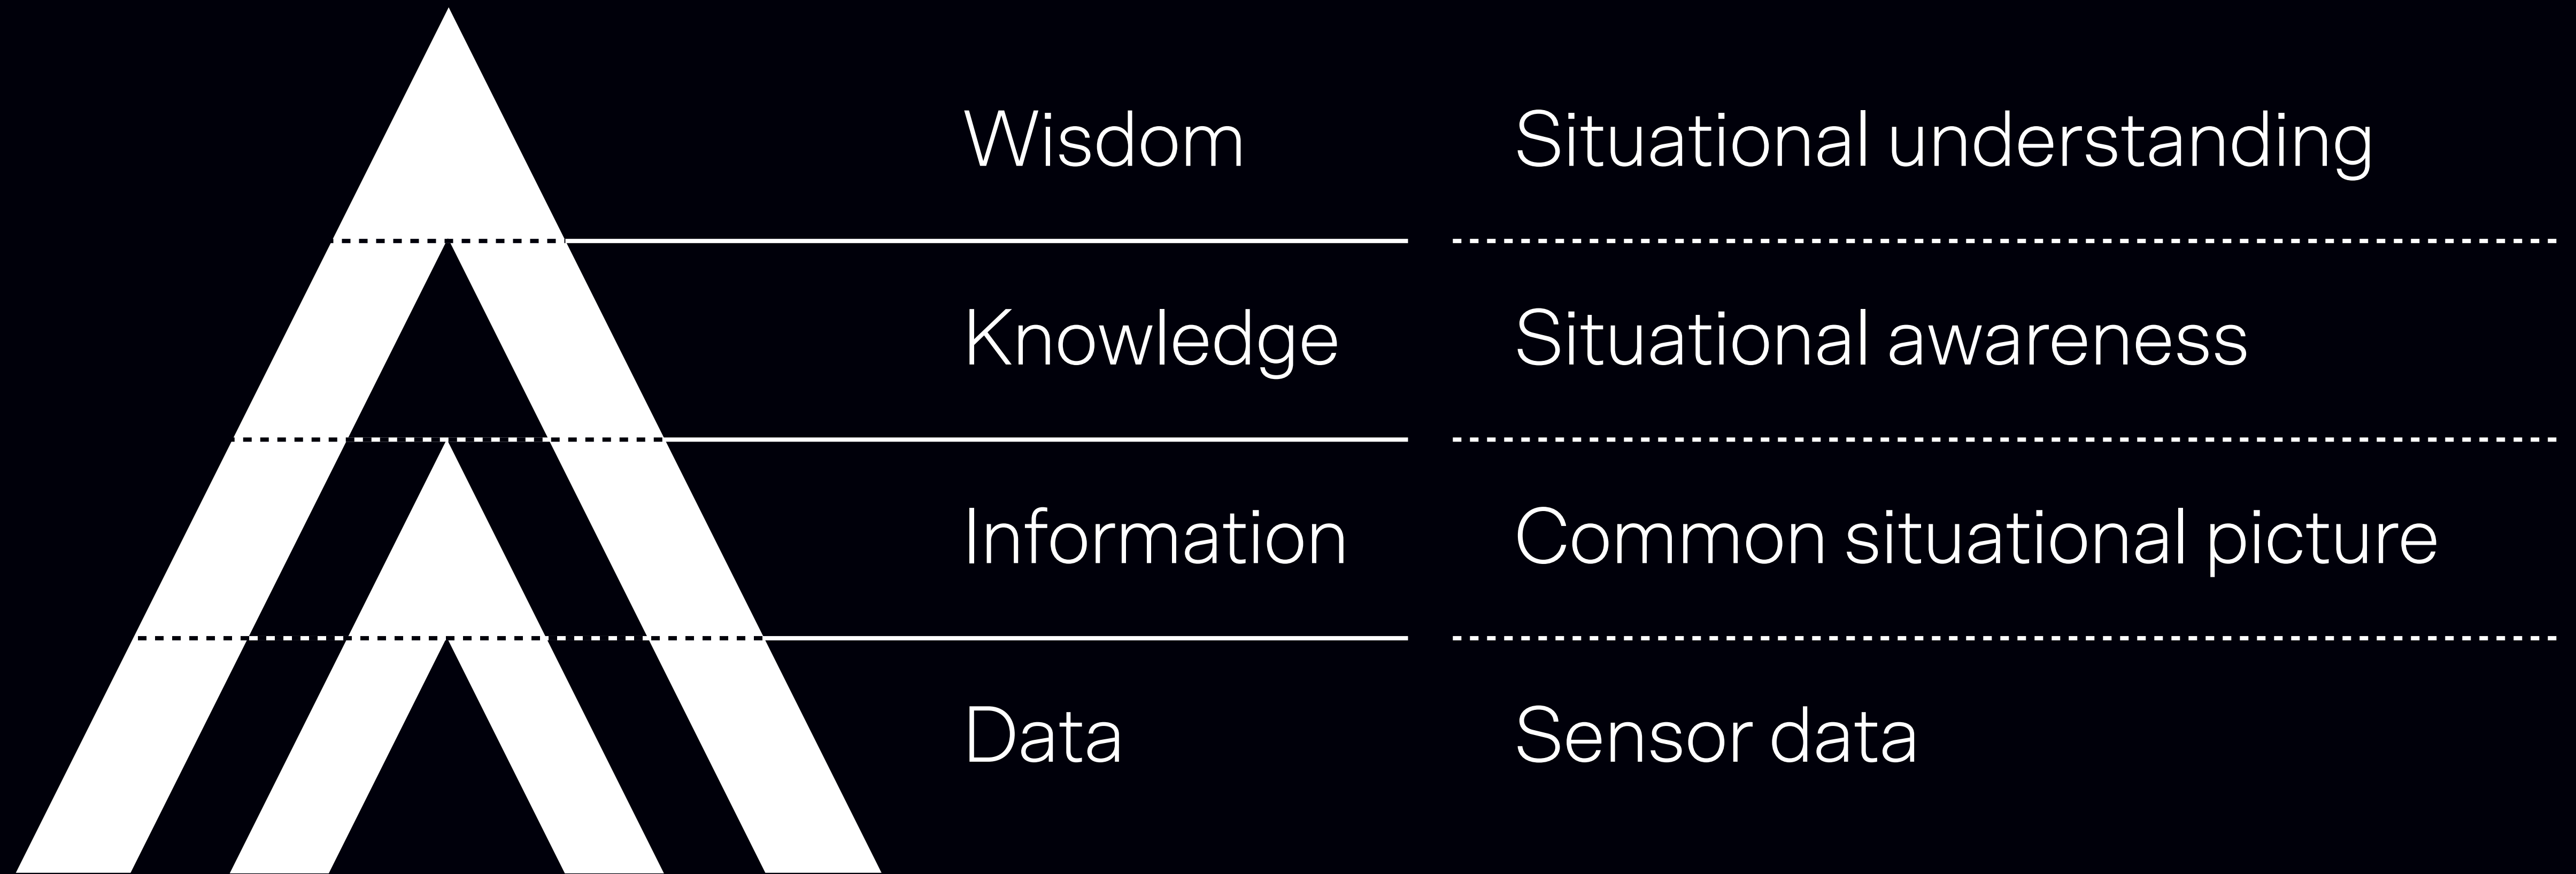 Wisdom Situational understanding
Knowledge Situational awareness
Information Common situational picture
Data Sensor data